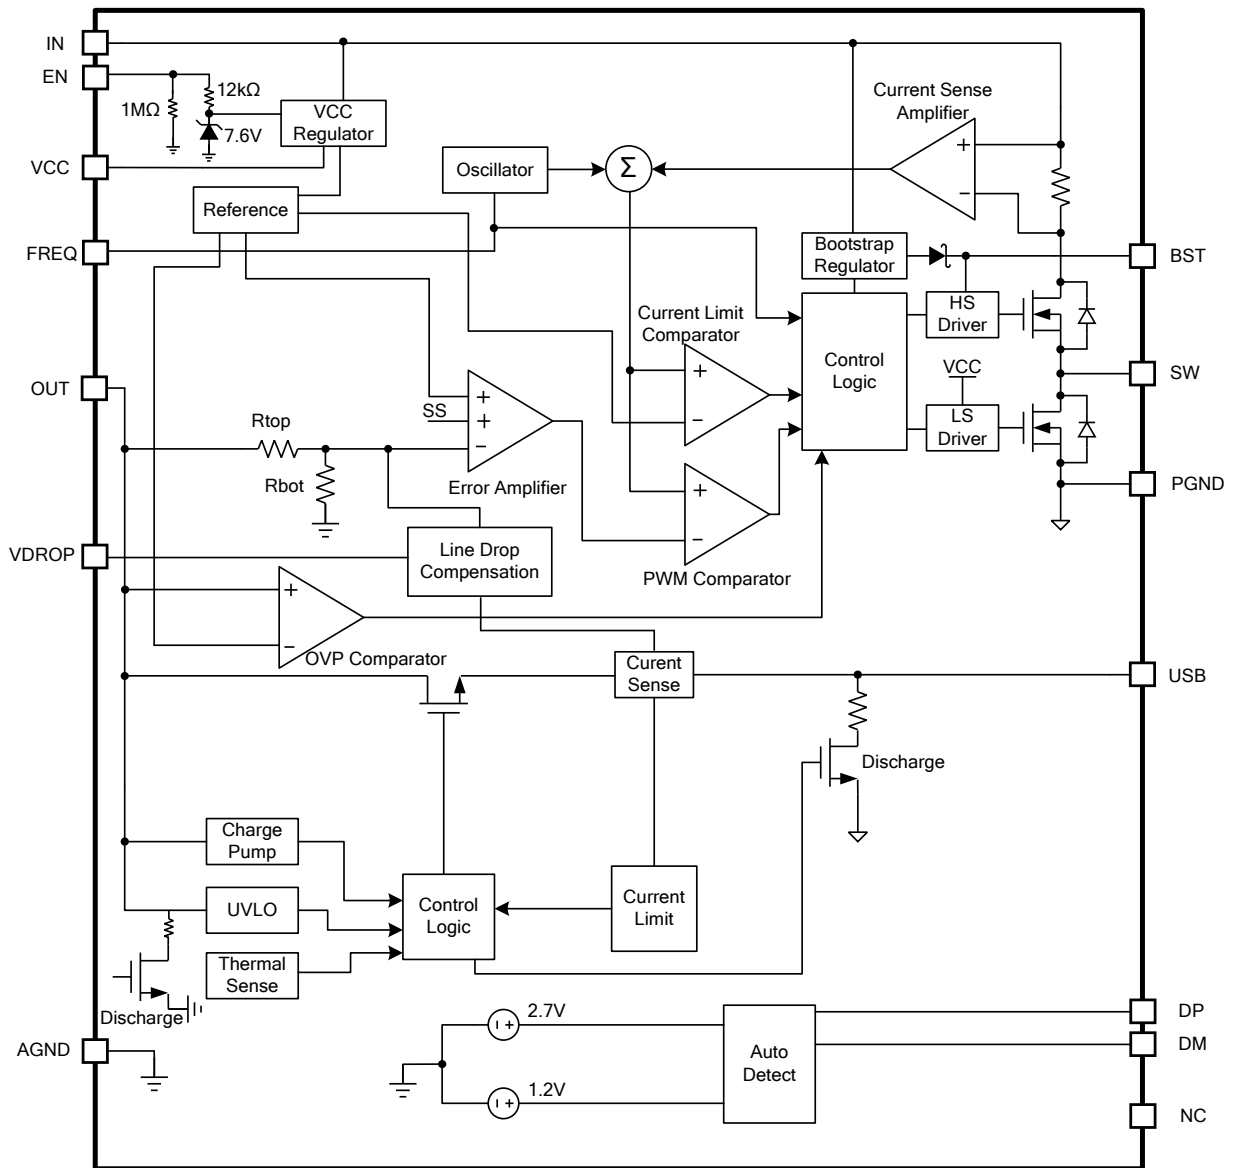 IN
EN
12kΩ
1MΩ
7.6V
VCC
Regulator
VCC
Reference
FREQ
Oscillator
Σ
Current Sense
Amplifier
+
−
Bootstrap
Regulator
BST
HS
Driver
Current Limit
Comparator
+
−
Control
Logic
VCC
LS
Driver
SW
PGND
OUT
Rtop
Rbot
SS
+
+
−
Error Amplifier
+
−
PWM Comparator
VDROP
Line Drop
Compensation
+
−
OVP Comparator
Curent
Sense
USB
Discharge
Charge
Pump
UVLO
Thermal
Sense
Control
Logic
Current
Limit
Discharge
AGND
2.7V
+
1.2V
+
Auto
Detect
DP
DM
NC